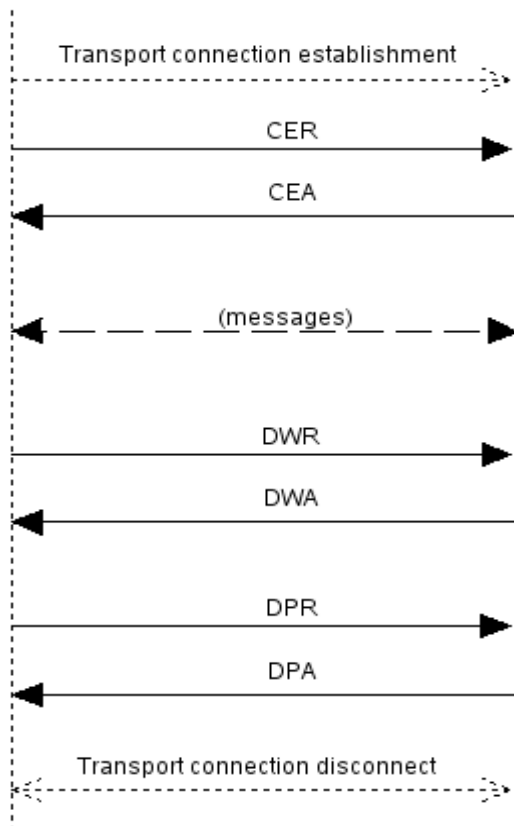 Transport connection establishment
CER
CEA
(messages)
DWR
DWA
DPR
DPA
Transport connection disconnect